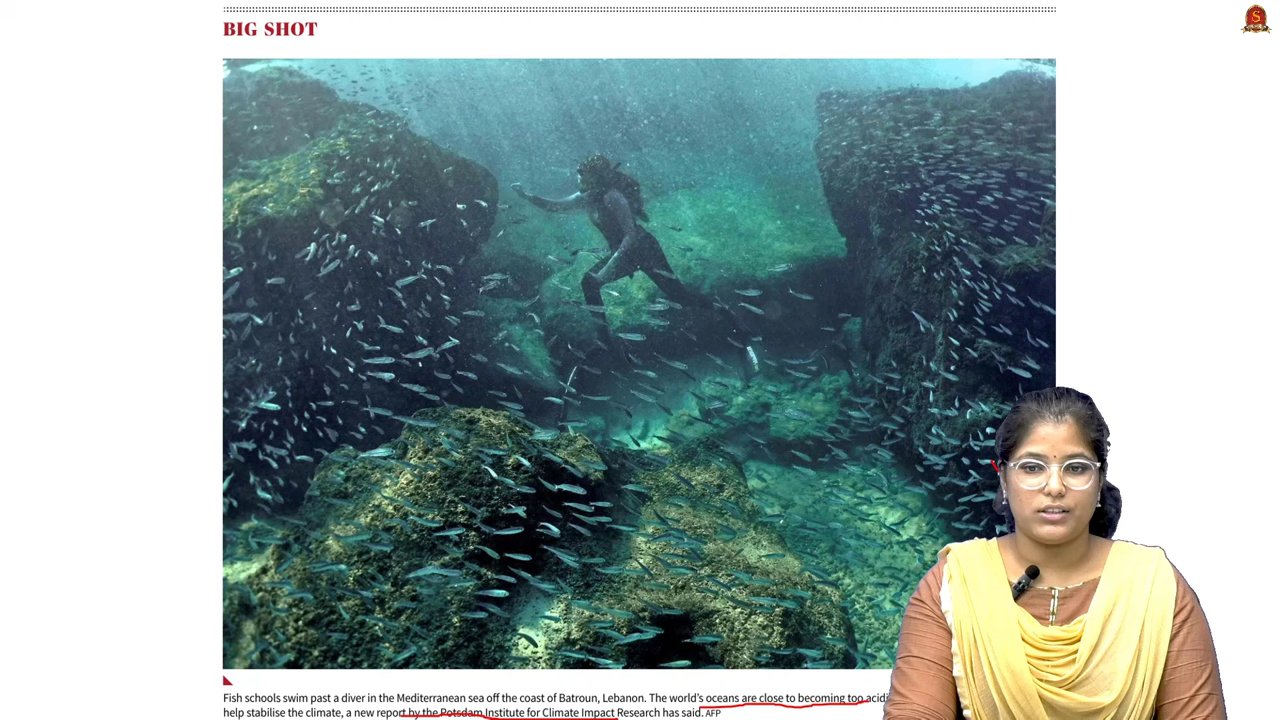 BIG SHOT
S
Fish schools swim past a diver in the Mediterranean sea off the coast of Batroun, Lebanon. The world's oceans are close to becoming too
help stabilise the climate, a new report by the Potsdam Institute for Climate Impact Research has said. AFP